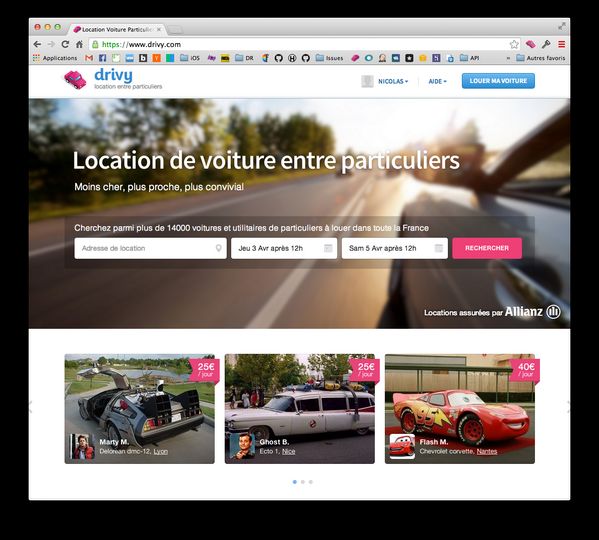 Location Voiture Particulier
https://www.drivy.com
Applications
iOS
DR
Issues
API
» Autres favoris
drivy
location entre particuliers
NICOLAS
AIDE
LOUER MA VOITURE
Location de voiture entre particuliers
Moins cher, plus proche, plus convivial
Cherchez parmi plus de 14000 voitures et utilitaires de particuliers à louer dans toute la France
Adresse de location
Jeu 3 Avr après 12h
Sam 5 Avr après 12h
RECHERCHER
Locations assurées par Allianz
25€
/ jour
25€
/ jour
40€
/ jour
Marty M.
Delorean dmc-12, Lyon
Ghost B.
Ecto 1, Nice
95
Flash M.
Chevrolet corvette, Nantes